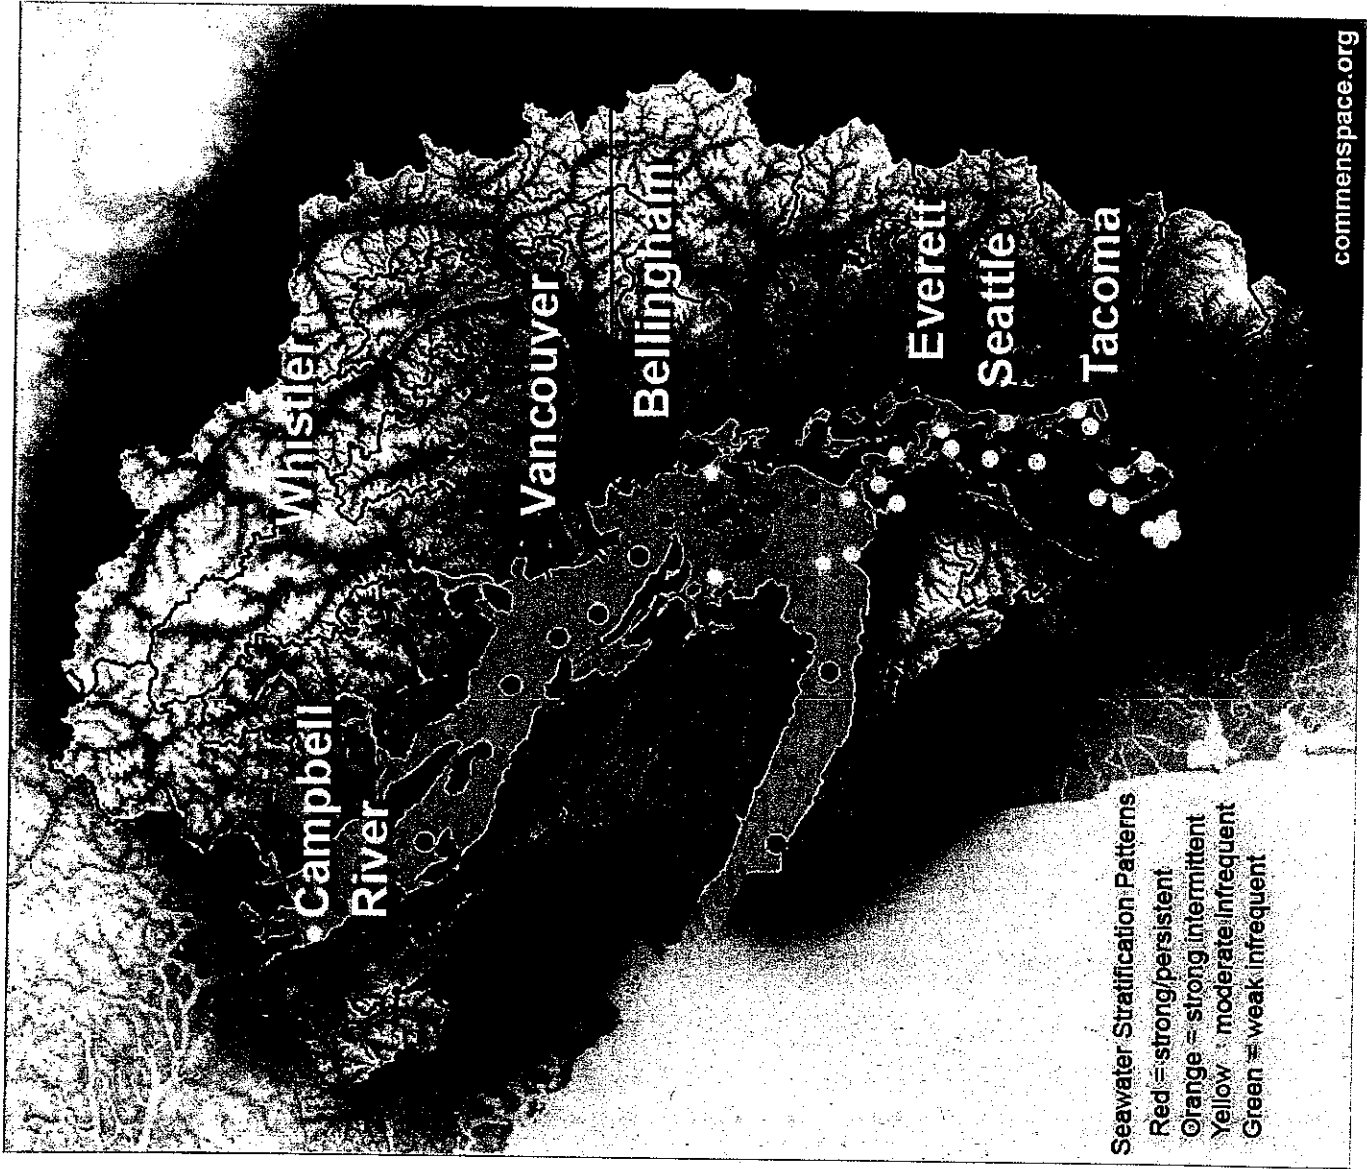 Campbell
River
Whistler
Vancouver
Bellingham
Everett
Seattle
Tacoma
Seawater Stratification Patterns
Red = strong/persistent
Orange = strong intermittent
Yellow = moderate Infrequent
Green = weak infrequent
commenspace.org